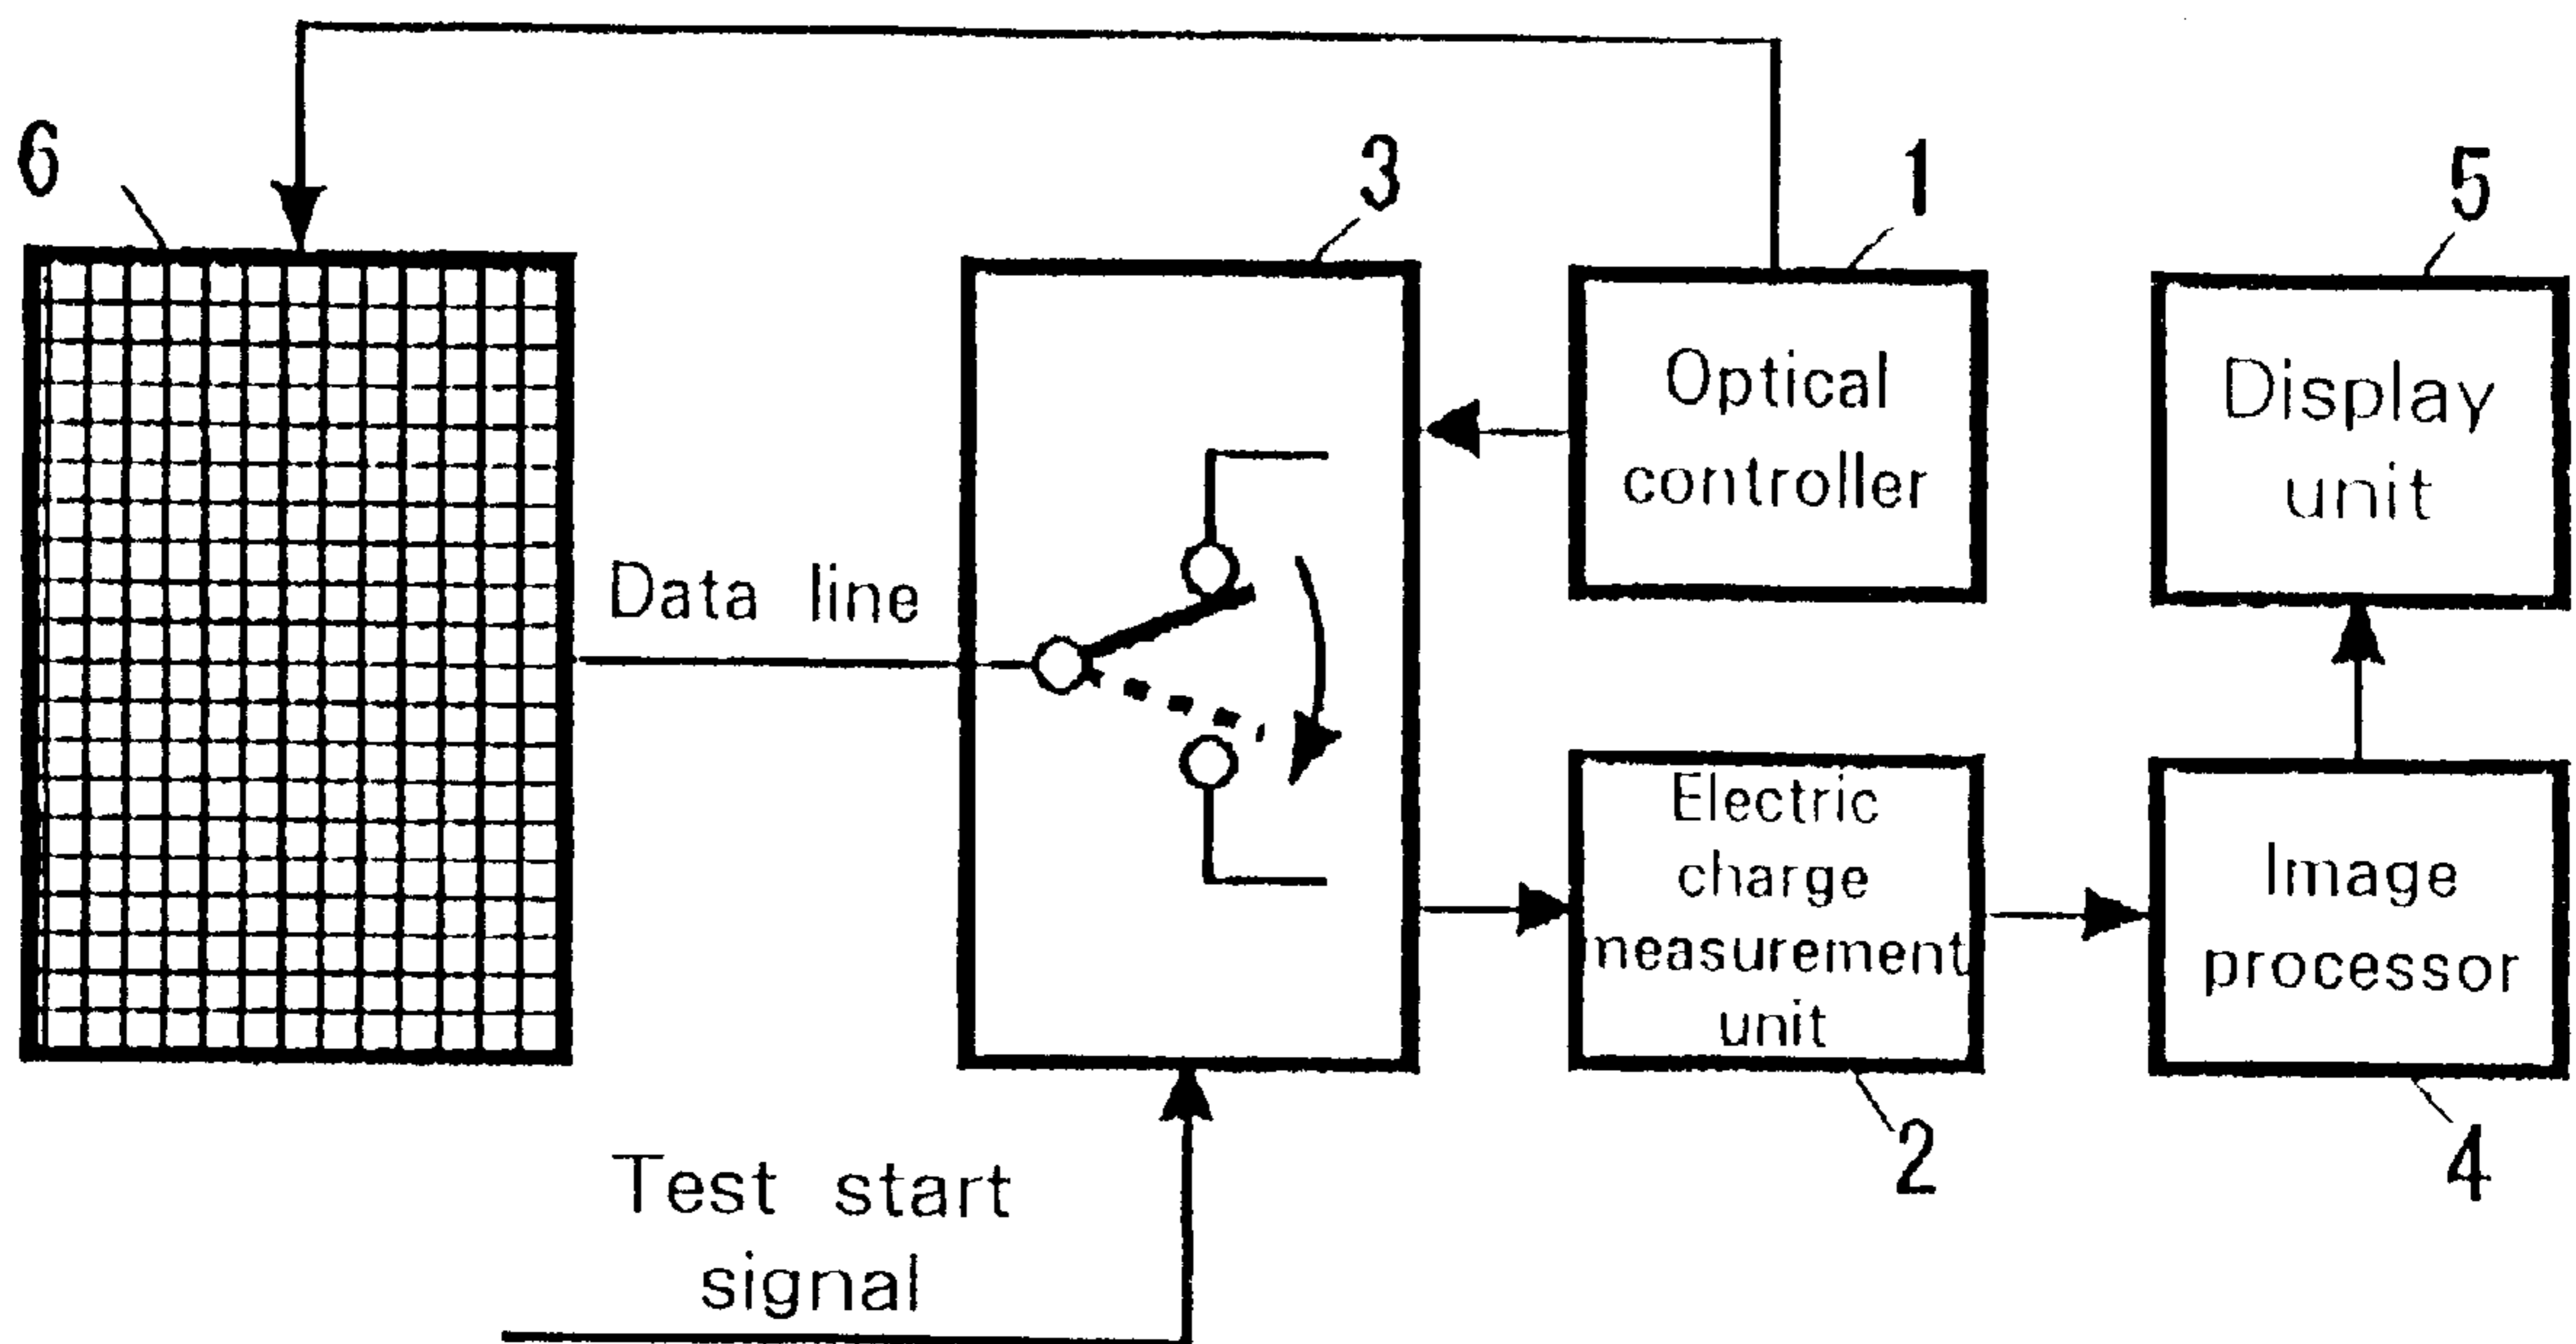 6
3
1
5
Optical
controller
Display
unit
Data line
Electric
charge
measurement
unit
Image
processor
2
4
Test start
signal